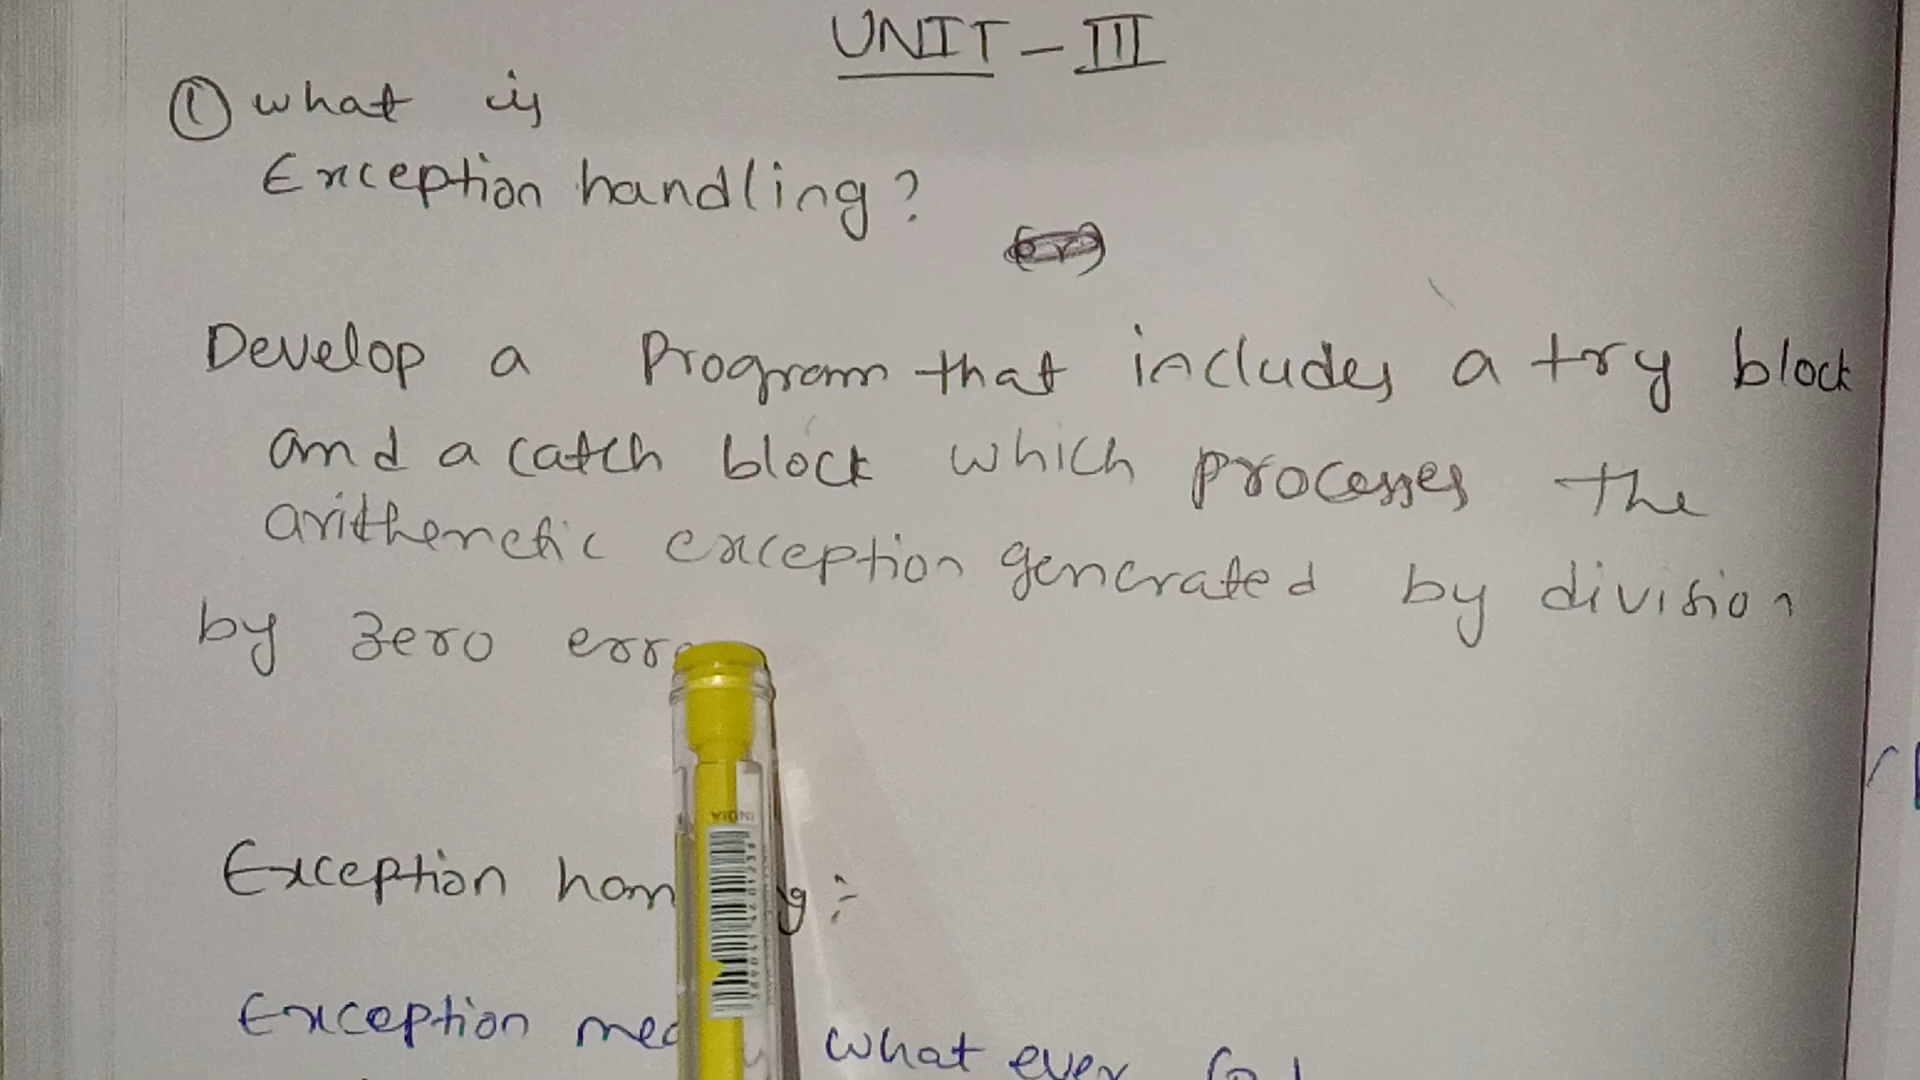 UNIT - III
① what is
Exception handling?
(or)
Develop a Program that includes a try block
and a catch block which processes the
arithemetic exception generated by division
by zero
Exception
Exception what ever